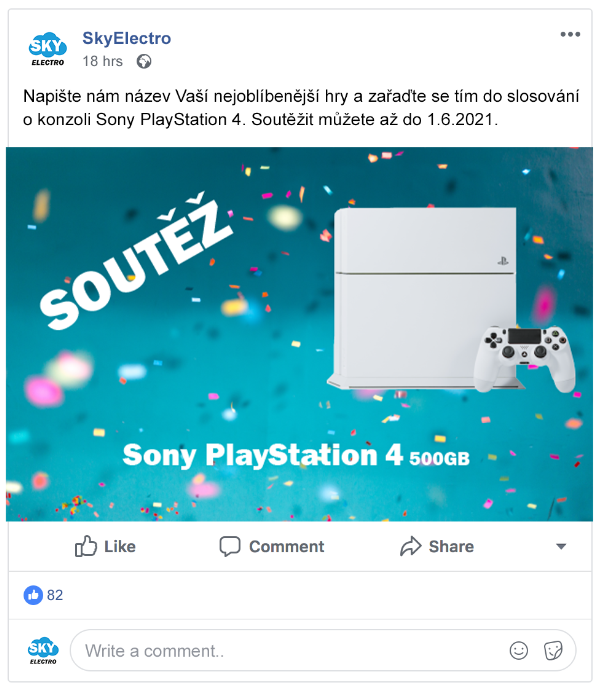 SKY
ELECTRO
SkyElectro
18 hrs
Napište nám název Vaší nejoblíbenější hry a zařaďte se tím do slosování
o konzoli Sony PlayStation 4. Soutěžit můžete až do 1.6.2021.
SOUTĚŽ
Sony PlayStation 4 500GB
Like
Comment
Share
82
SKY
ELECTRO
Write a comment..